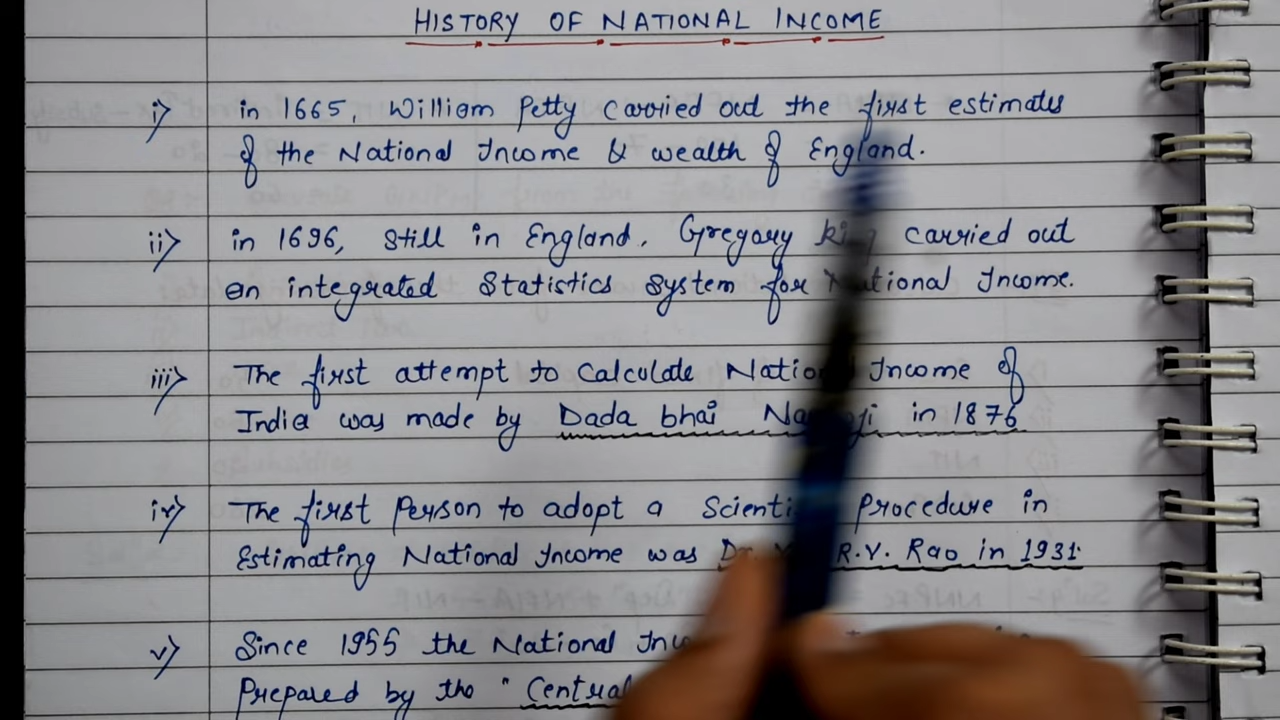 HISTORY OF NATIONAL INCOME
i) in 1665, William Petty carried out the first estimates
of the National Income & wealth of England.
ii) in 1696, Still in England, Gregory carried out
an integrated Statistics System for National Income.
iii) The first attempt to Calculate National Income of
India was made by Dada bhai in 1876
iv) The first Person to adopt a Procedure in
Estimating National Income was R.V. Rao in 1931.
v) Since 1955 the National
Prepared by the " Central